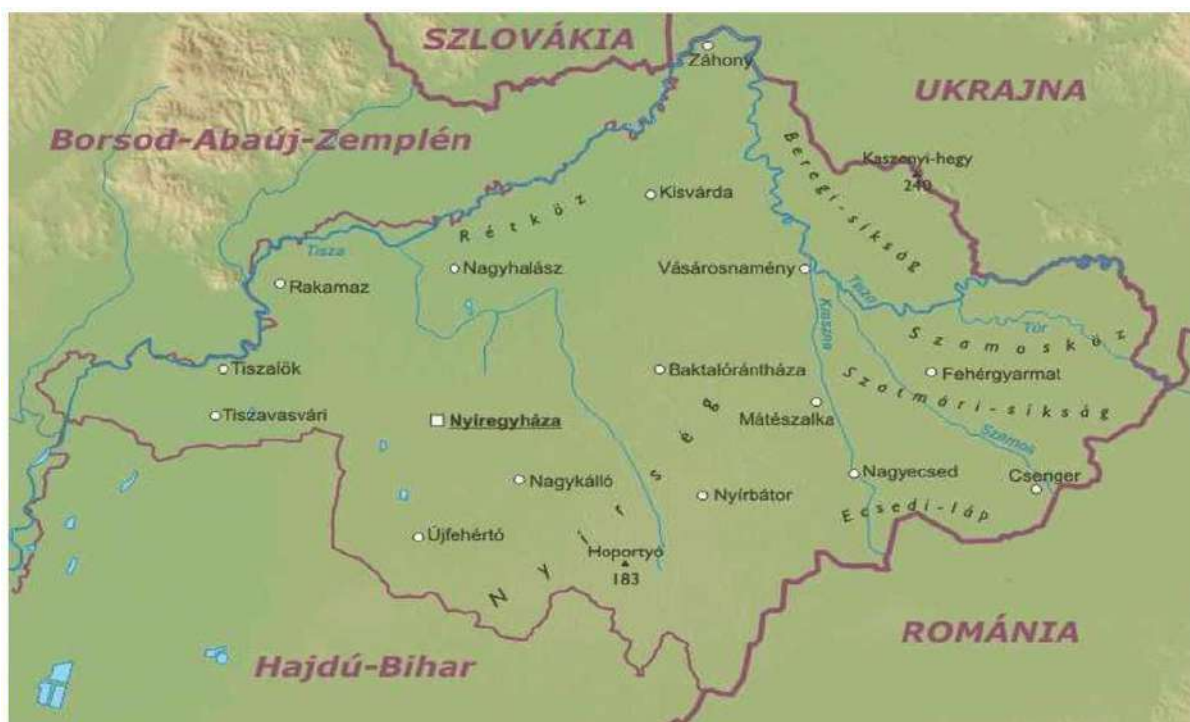 SZLOVÁKIA
Záhony
UKRAJNA
Borsod-Abaúj-Zemplén
Kaszonyi-hegy
240
Beregi-síkság
Kisvárda
Rétköz
Tisza
Nagyhalász
Vásárosnamény
Rakamaz
Tisza
Kraszna
Túr
Szamosköz
Tiszalök
Baktalórántháza
Fehérgyarmat
Szatmári-síkság
Tiszavasvári
Nyíregyháza
Mátészalka
Szamos
Nagykálló
Nyírbátor
Nagyecsed
Csenger
Ecsedi-láp
Újfehértó
Nyírség
Hoportyó
183
ROMÁNIA
Hajdú-Bihar